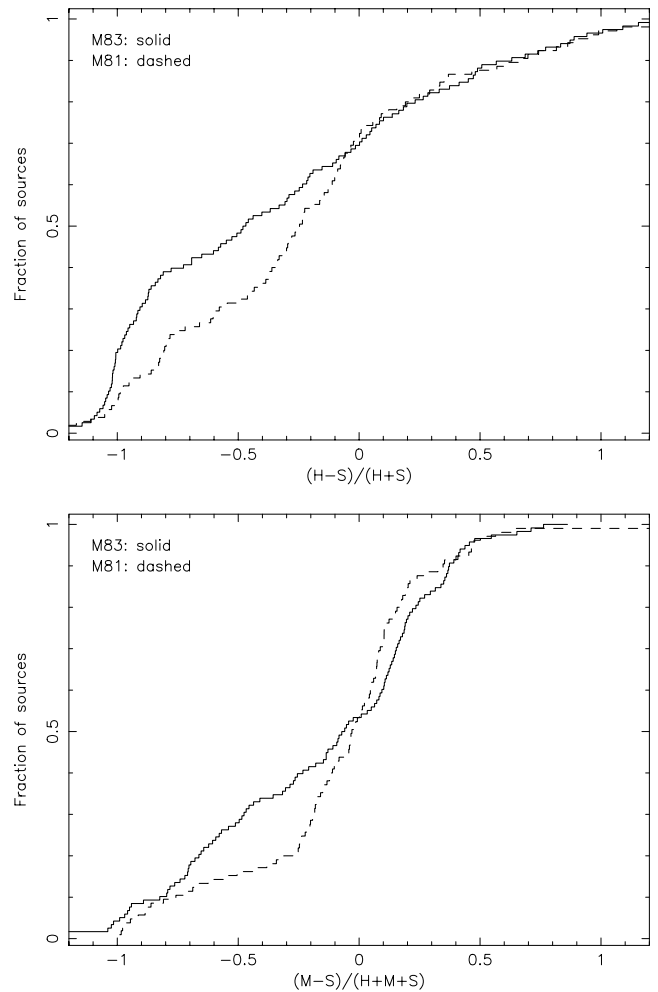 1
M83: solid
M81: dashed
Fraction of sources
0.5
0
−1 −0.5 0 0.5 1
(H−S)/(H+S)
1
M83: solid
M81: dashed
Fraction of sources
0.5
0
−1 −0.5 0 0.5 1
(M−S)/(H+M+S)